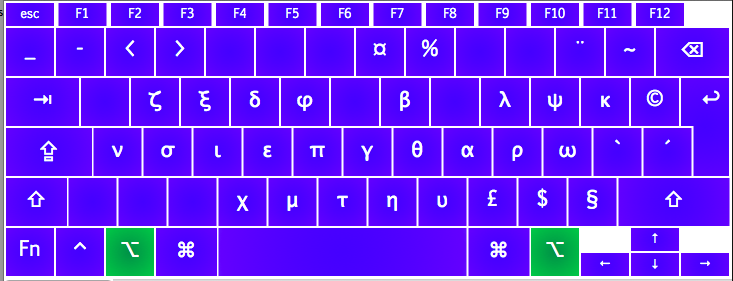 esc F1 F2 F3 F4 F5 F6 F7 F8 F9 F10 F11 F12
_ - < > ¤ % ¨ ~ ⌫
⇥ ζ ξ δ φ β λ ψ κ © ↩
⇪ ν σ ι ε π γ θ α ρ ω ` ´
⇧ χ μ τ η υ £ $ § ⇧
Fn ^ ⌥ ⌘ ⌘ ⌥ ← ↑ ↓ →